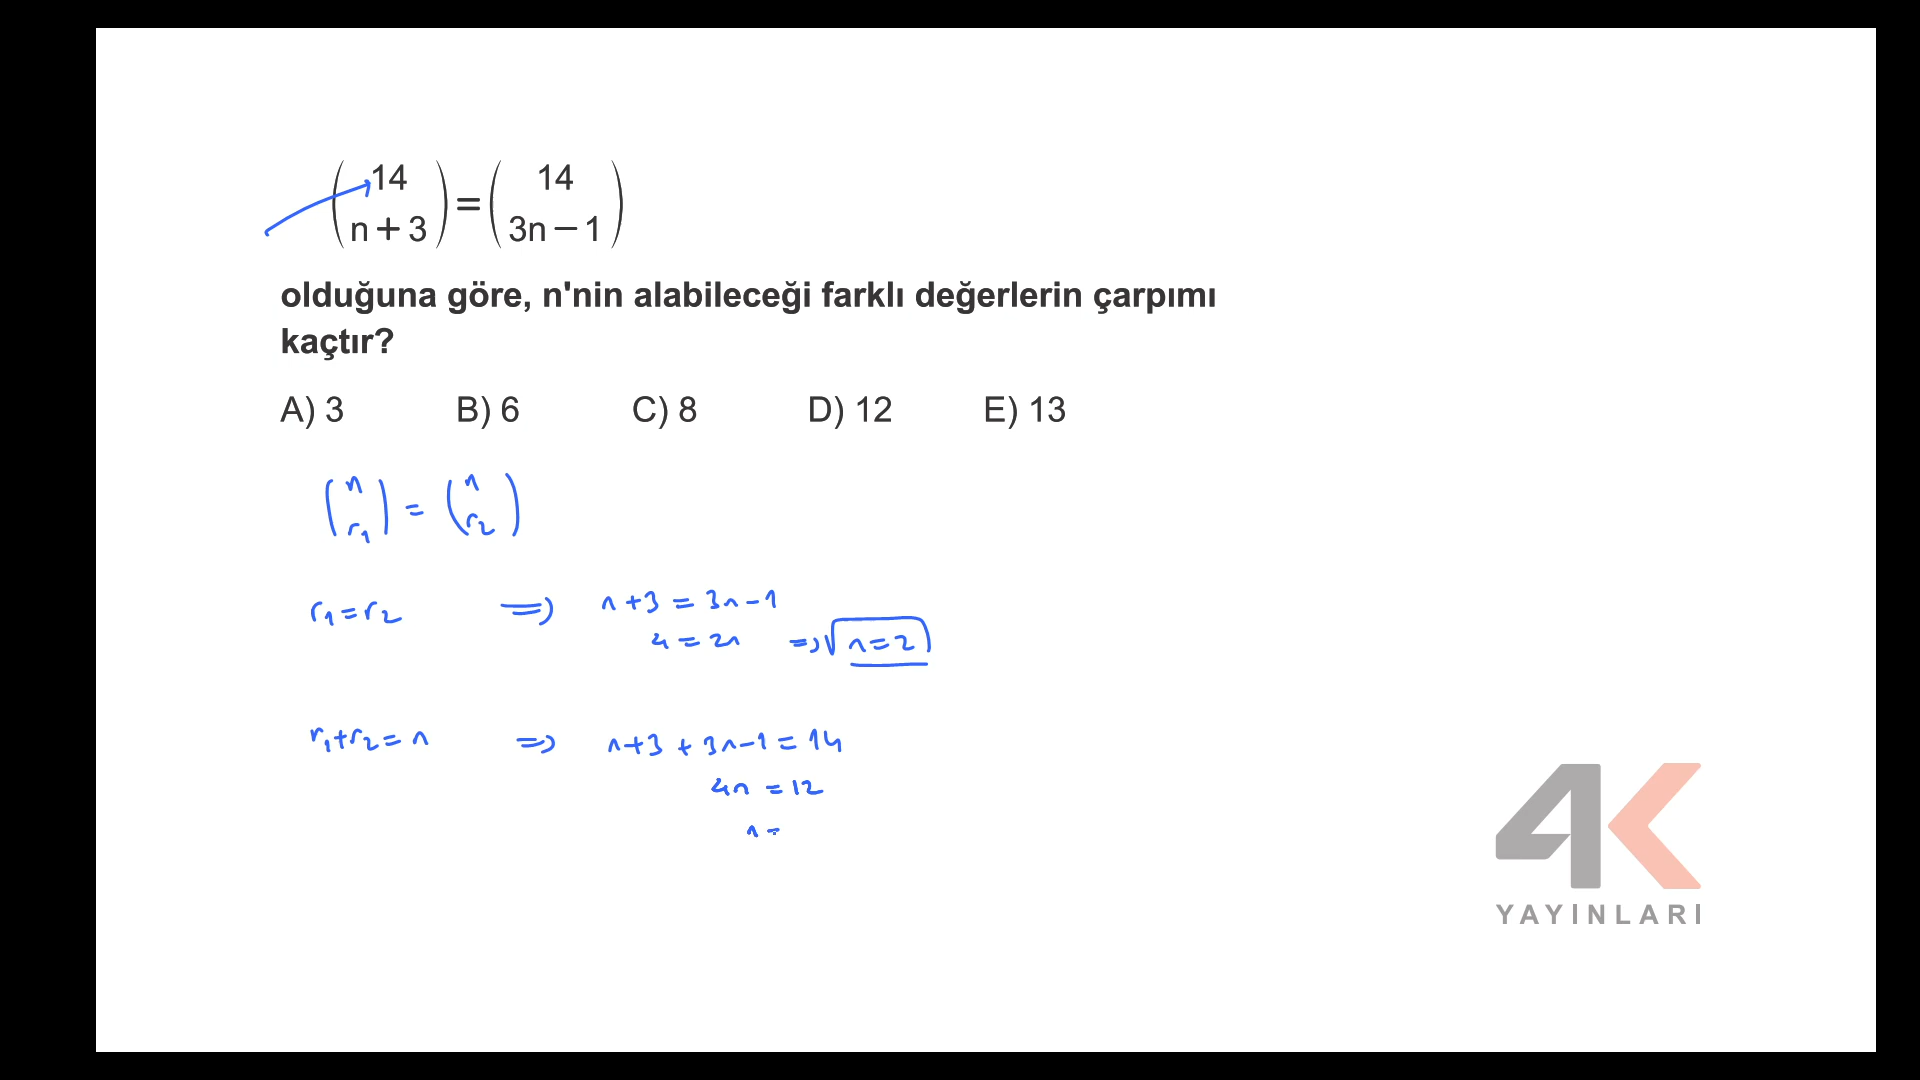 (14 n+3) = (14 3n−1)
olduğuna göre, n'nin alabileceği farklı değerlerin çarpımı
kaçtır?
A) 3 B) 6 C) 8 D) 12 E) 13
(n r₁) = (n r₂)
r₁=r₂ ⇒ n+3 = 3n-1
4 = 2n ⇒ n=2
r₁+r₂=n ⇒ n+3+3n-1=14
4n=12
n=
4K
YAYINLARI